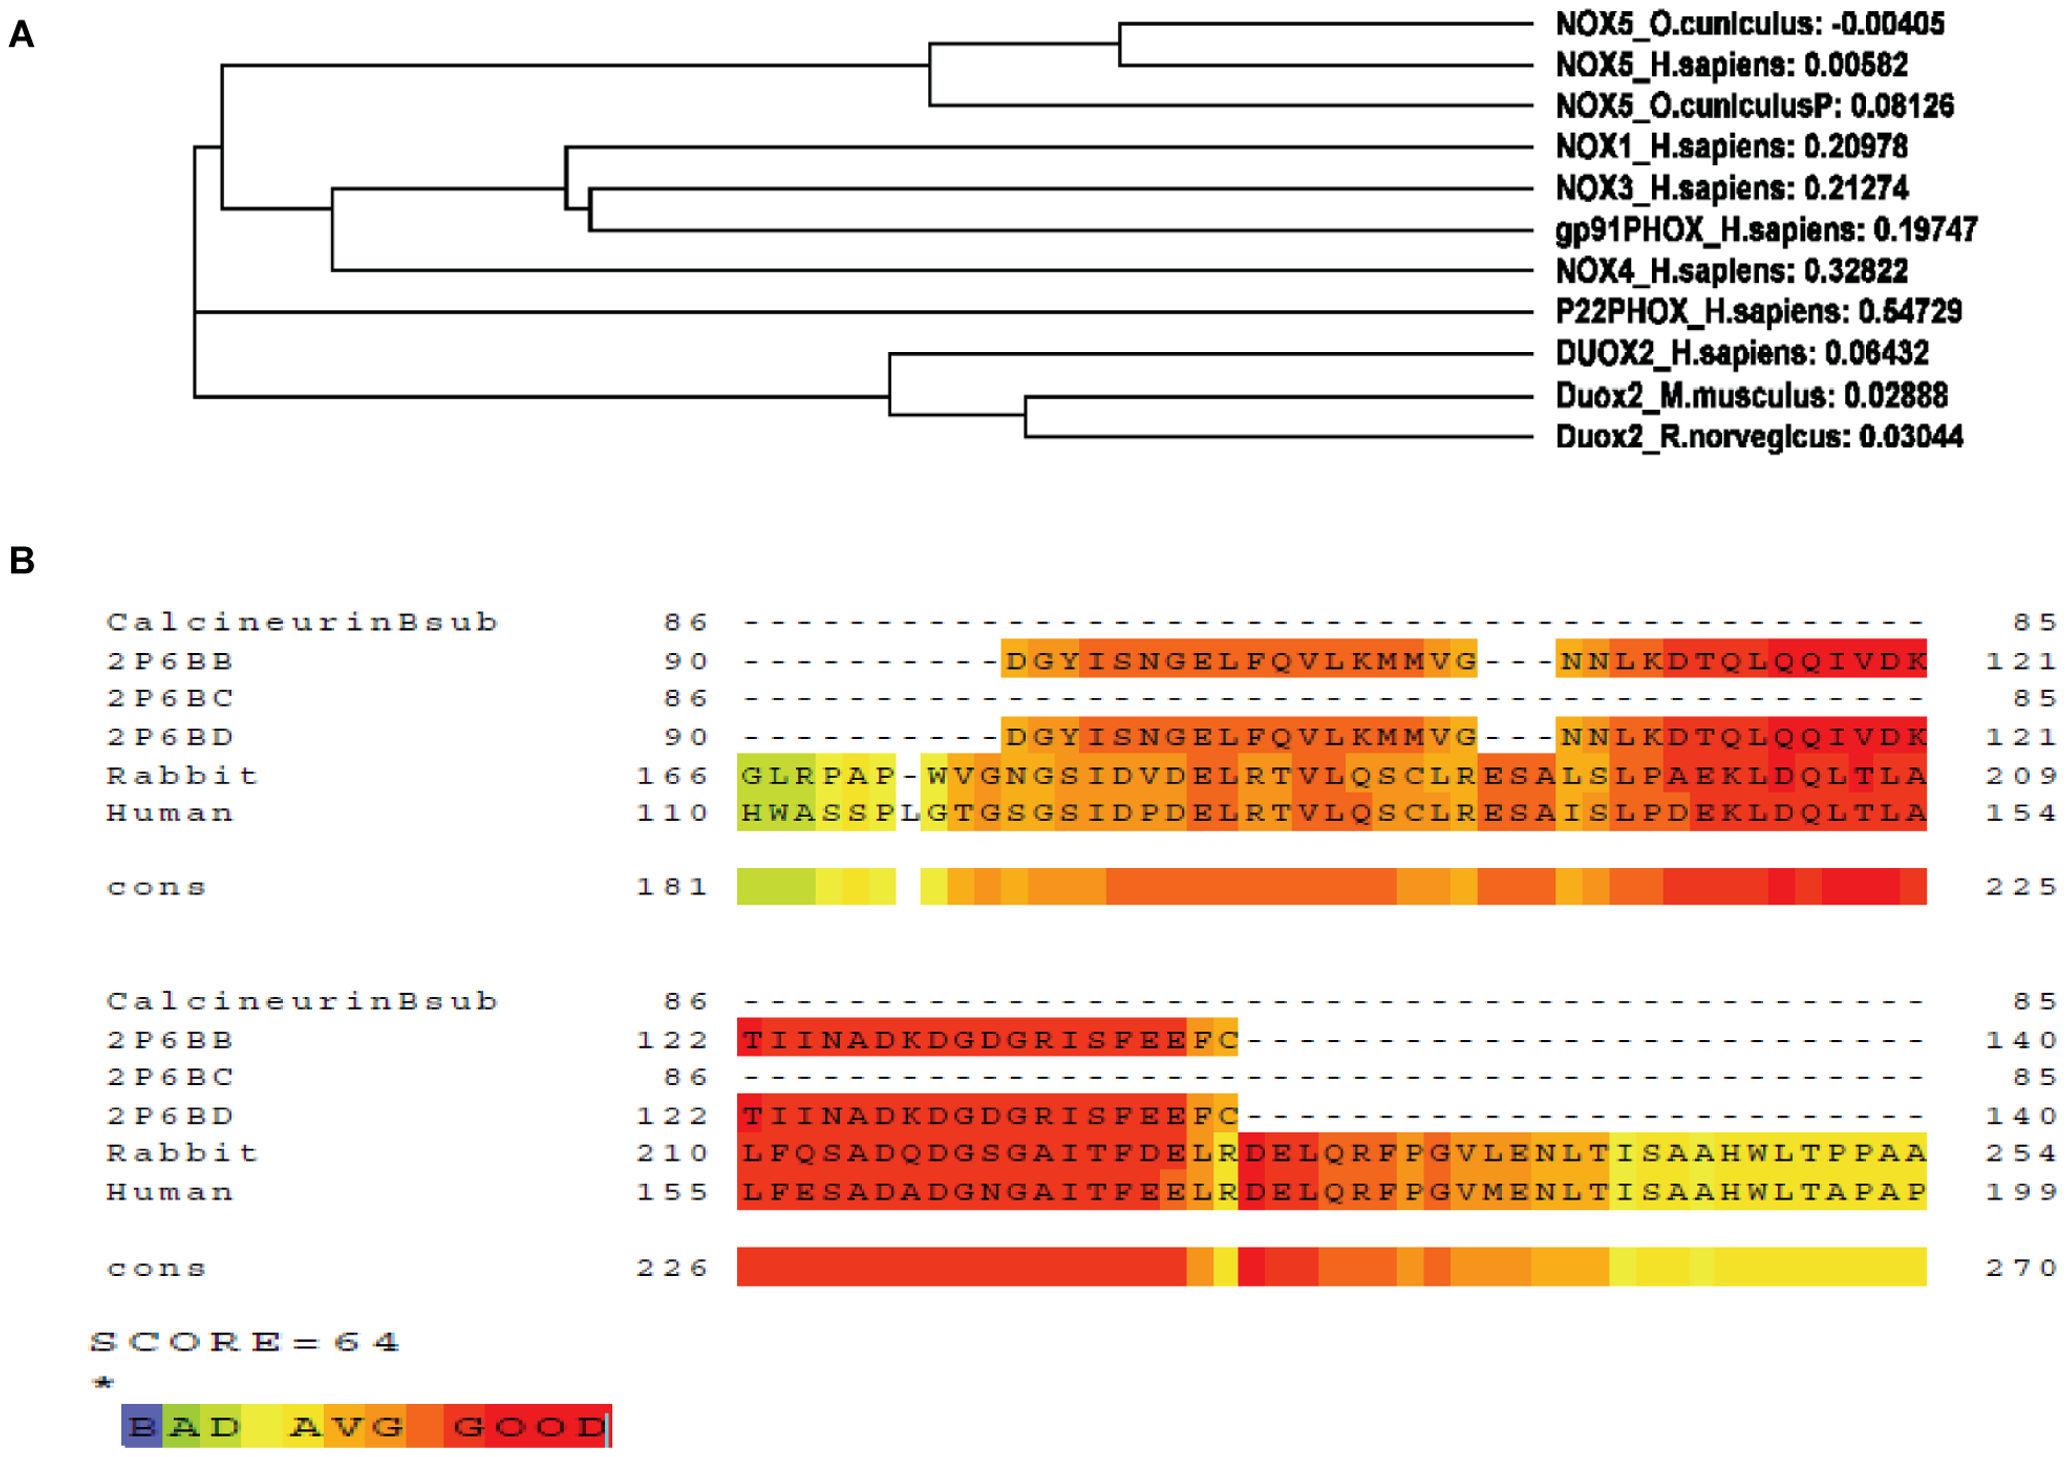 A
NOX5_O.cuniculus: -0.00405
NOX5_H.sapiens: 0.00582
NOX5_O.cuniculusP: 0.08126
NOX1_H.sapiens: 0.20978
NOX3_H.sapiens: 0.21274
gp91PHOX_H.sapiens: 0.19747
NOX4_H.sapiens: 0.32822
P22PHOX_H.sapiens: 0.54729
DUOX2_H.sapiens: 0.06432
Duox2_M.musculus: 0.02888
Duox2_R.norvegicus: 0.03044
B
CalcineurinBsub 86 --------------------------------------------- 85
2P6BB 90 ----------DGYISNGELFQVLKMMVG---NNLKDTQLQQIVDK 121
2P6BC 86 --------------------------------------------- 85
2P6BD 90 ----------DGYISNGELFQVLKMMVG---NNLKDTQLQQIVDK 121
Rabbit 166 GLRPAP-WVGNGSIDVDELRTVLQSCLRESALSLPAEKLDQLTLA 209
Human 110 HWASSPLGTGSGSIDPDELRTVLQSCLRESAISLPDEKLDQLTLA 154
cons 181 225
CalcineurinBsub 86 --------------------------------------------- 85
2P6BB 122 TIINADKDGDGRISFEEFC-------------------------- 140
2P6BC 86 --------------------------------------------- 85
2P6BD 122 TIINADKDGDGRISFEEFC-------------------------- 140
Rabbit 210 LFQSADQDGSGAITFDELRDELQRFPGVLENLTISAAHWLTPPAA 254
Human 155 LFESADADGNGAITFEELRDELQRFPGVMENLTISAAHWLTAPAP 199
cons 226 270
SCORE=64
*
BAD AVG GOOD